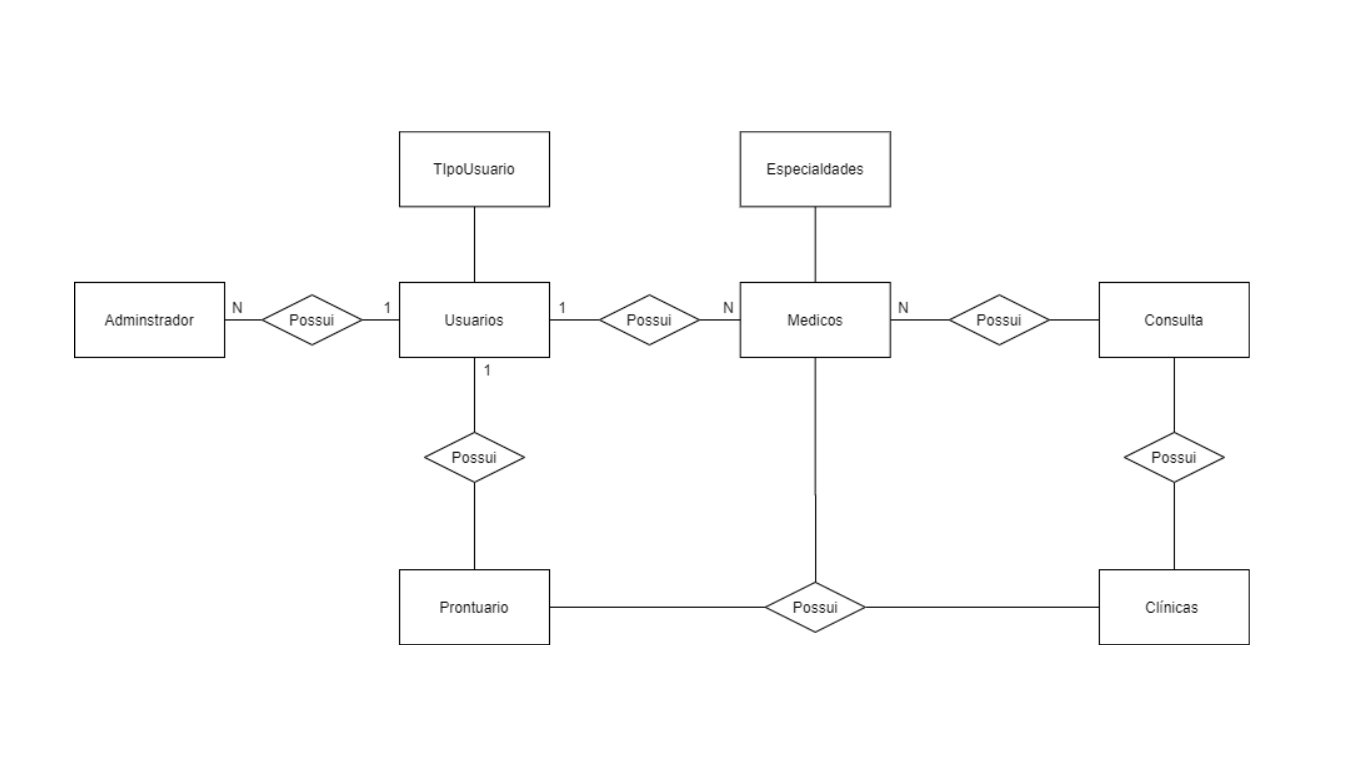 TIpoUsuario
Especialdades
Adminstrador
N
Possui
1
Usuarios
1
Possui
N
Medicos
N
Possui
Consulta
1
Possui
Possui
Prontuario
Possui
Clínicas